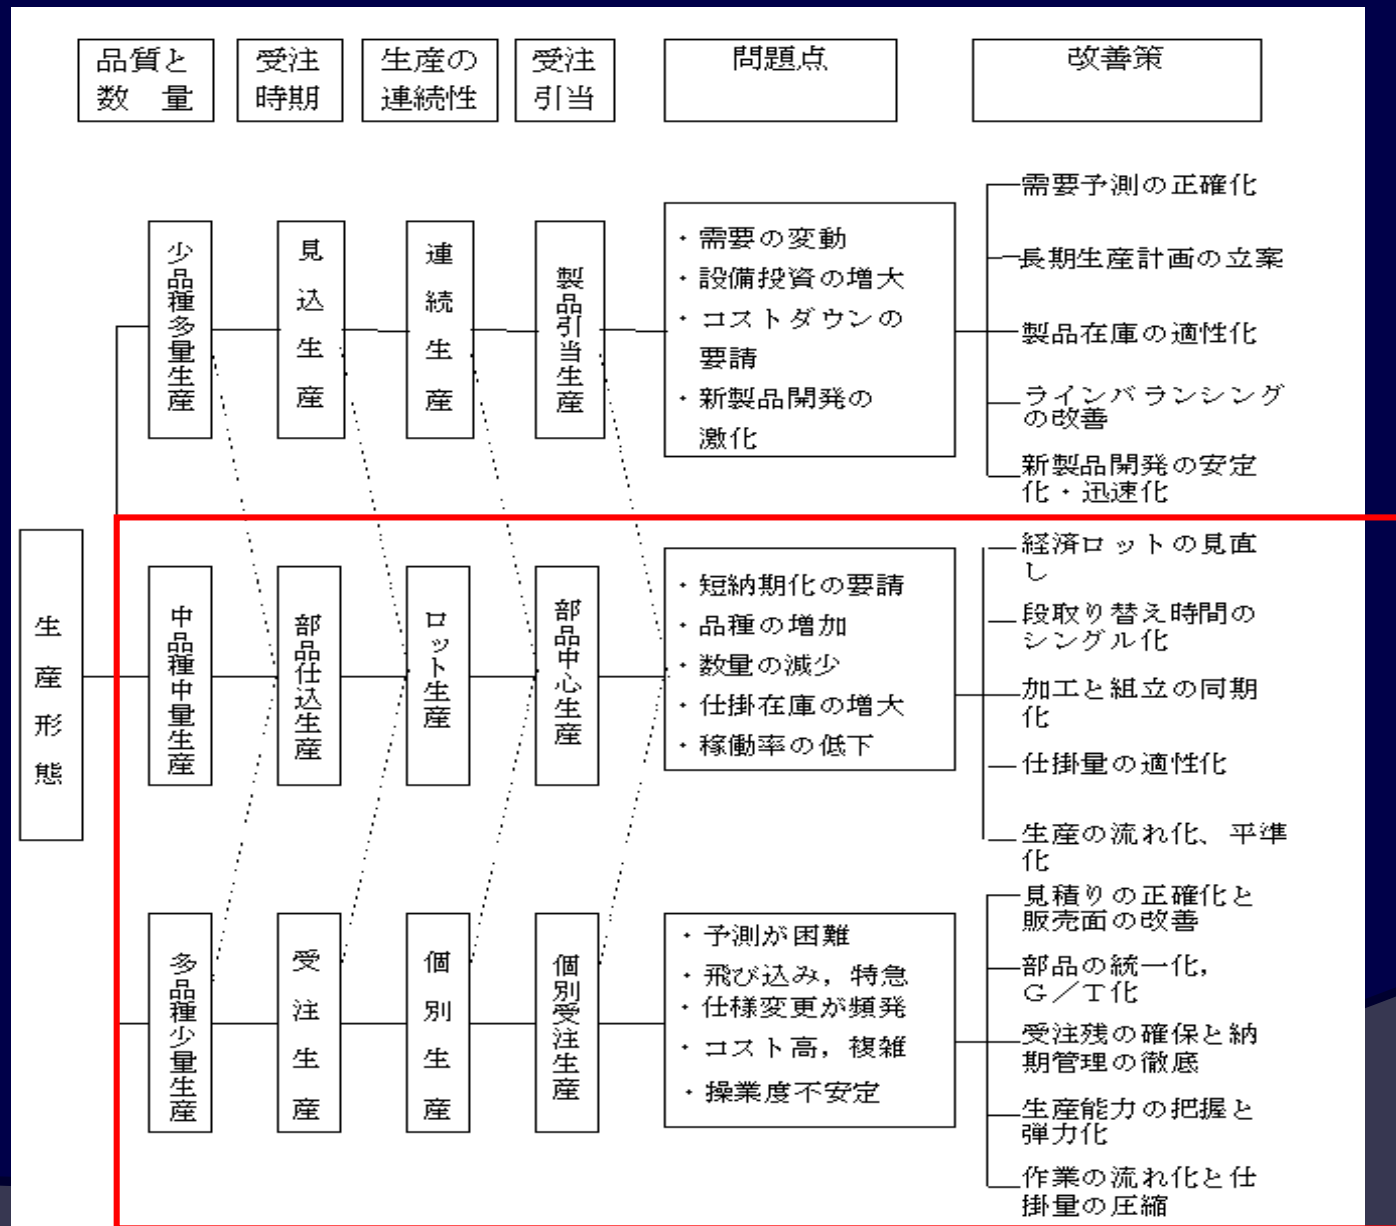 品質と
数　量
受注
時期
生産の
連続性
受注
引当
問題点
改善策
少品種多量生産
見込生産
連続生産
製品引当生産
・需要の変動
・設備投資の増大
・コストダウンの
要請
・新製品開発の
激化
需要予測の正確化
長期生産計画の立案
製品在庫の適性化
ラインバランシング
の改善
新製品開発の安定
化・迅速化
生産形態
中品種中量生産
部品仕込生産
ロット生産
部品中心生産
・短納期化の要請
・品種の増加
・数量の減少
・仕掛在庫の増大
・稼働率の低下
経済ロットの見直
し
段取り替え時間の
シングル化
加工と組立の同期
化
仕掛量の適性化
生産の流れ化、平準
化
多品種少量生産
受注生産
個別生産
個別受注生産
・予測が困難
・飛び込み，特急
・仕様変更が頻発
・コスト高，複雑
・操業度不安定
見積りの正確化と
販売面の改善
部品の統一化，
Ｇ／Ｔ化
受注残の確保と納
期管理の徹底
生産能力の把握と
弾力化
作業の流れ化と仕
掛量の圧縮